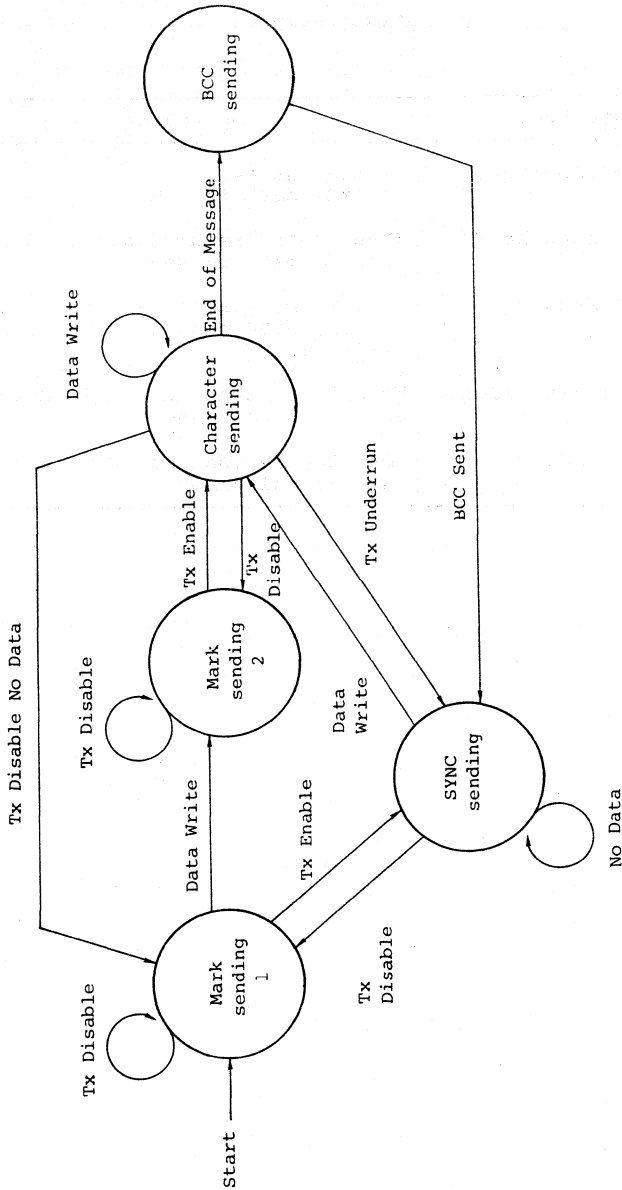 Start
Tx Disable
Mark
sending
1
Tx Disable No Data
Data Write
Tx Enable
Tx
Disable
Tx Disable
Mark
sending
2
Tx Enable
Tx
Disable
Data Write
Character
sending
End of Message
BCC
sending
Data
Write
Tx Underrun
SYNC
sending
No Data
BCC Sent